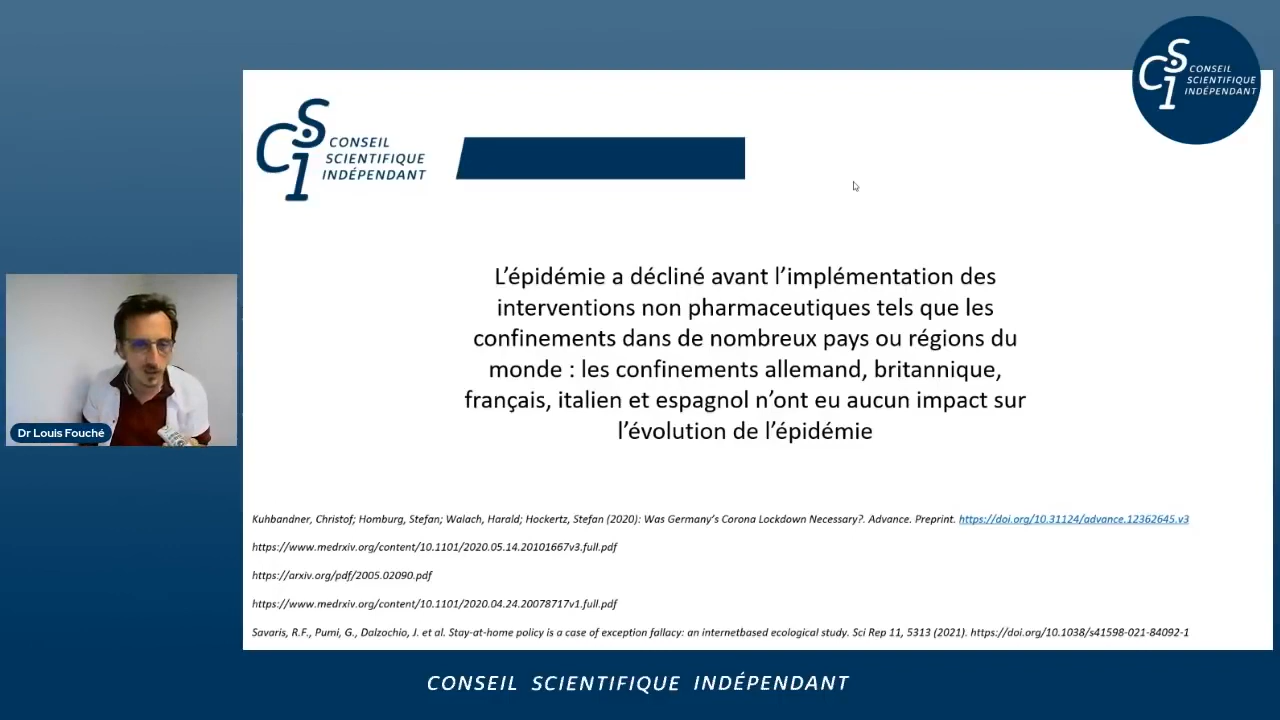 CSI CONSEIL
SCIENTIFIQUE
INDÉPENDANT
CSI CONSEIL
SCIENTIFIQUE
INDÉPENDANT
L'épidémie a décliné avant l'implémentation des
interventions non pharmaceutiques tels que les
confinements dans de nombreux pays ou régions du
monde : les confinements allemand, britannique,
français, italien et espagnol n'ont eu aucun impact sur
l'évolution de l'épidémie
Dr Louis Fouché
Kuhbandner, Christof; Homburg, Stefan; Walach, Harald; Hockertz, Stefan (2020): Was Germany's Corona Lockdown Necessary?. Advance. Preprint. https://doi.org/10.31124/advance.12362645.v3
https://www.medrxiv.org/content/10.1101/2020.05.14.20101667v3.full.pdf
https://arxiv.org/pdf/2005.02090.pdf
https://www.medrxiv.org/content/10.1101/2020.04.24.20078717v1.full.pdf
Savaris, R.F., Pumi, G., Dalzochio, J. et al. Stay-at-home policy is a case of exception fallacy: an internetbased ecological study. Sci Rep 11, 5313 (2021). https://doi.org/10.1038/s41598-021-84092-1
CONSEIL SCIENTIFIQUE INDÉPENDANT